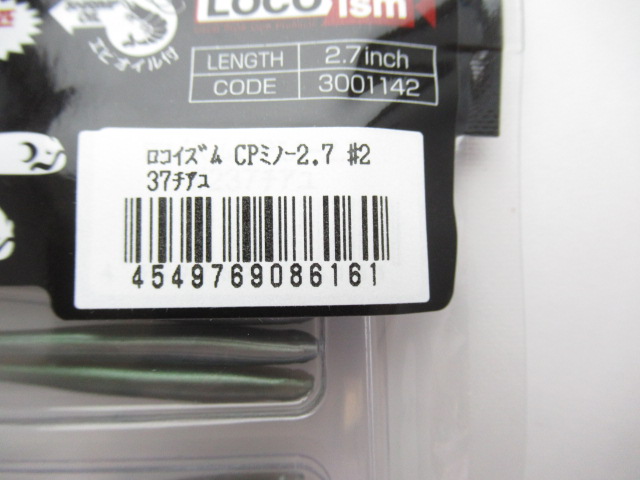 LOCO ism
エビオイル付
LENGTH 2.7inch
CODE 3001142
ﾛｺｲｽﾞﾑ CPﾐﾉｰ2.7 #2
37ﾁｱﾕ
4549769086161